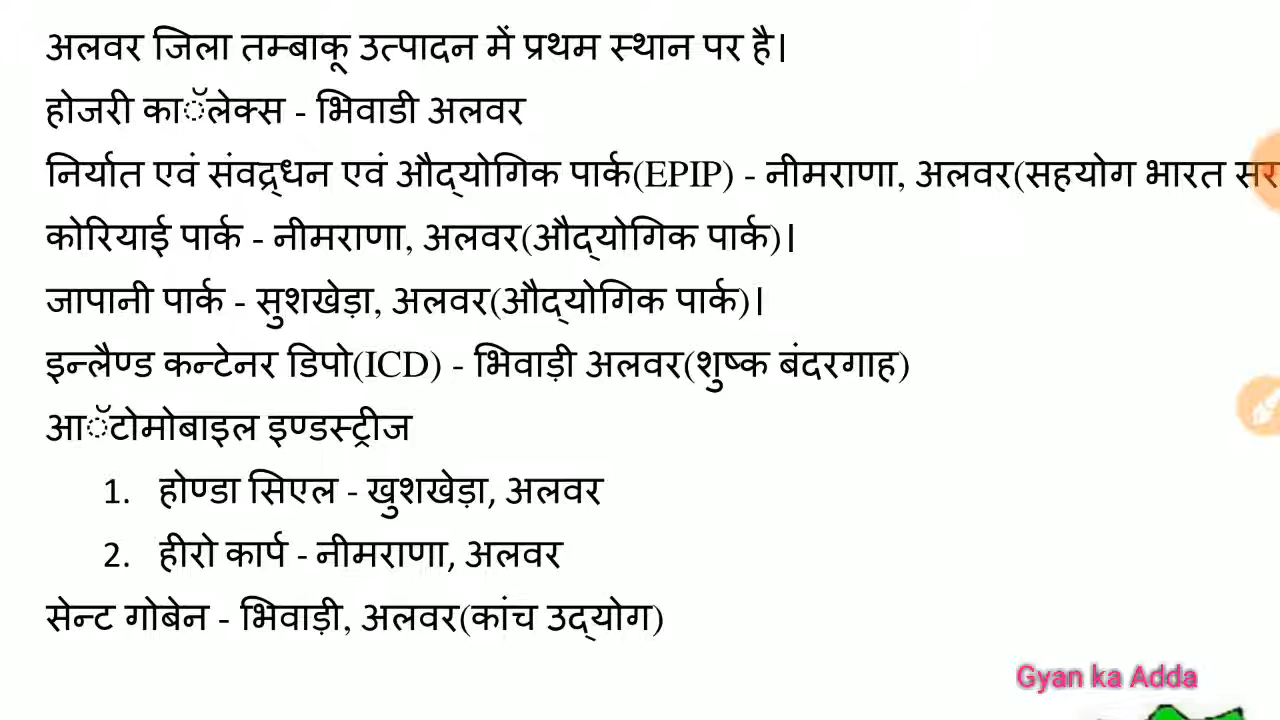 अलवर जिला तम्बाकू उत्पादन में प्रथम स्थान पर है।
होजरी काॅलेक्स - भिवाडी अलवर
निर्यात एवं संवद्र्धन एवं औद्योगिक पार्क(EPIP) - नीमराणा, अलवर(सहयोग भारत सर
कोरियाई पार्क - नीमराणा, अलवर(औद्योगिक पार्क)।
जापानी पार्क - सुशखेड़ा, अलवर(औद्योगिक पार्क)।
इन्लैण्ड कन्टेनर डिपो(ICD) - भिवाड़ी अलवर(शुष्क बंदरगाह)
आॅटोमोबाइल इण्डस्ट्रीज
1. होण्डा सिएल - खुशखेड़ा, अलवर
2. हीरो कार्प - नीमराणा, अलवर
सेन्ट गोबेन - भिवाड़ी, अलवर(कांच उद्योग)
Gyan ka Adda